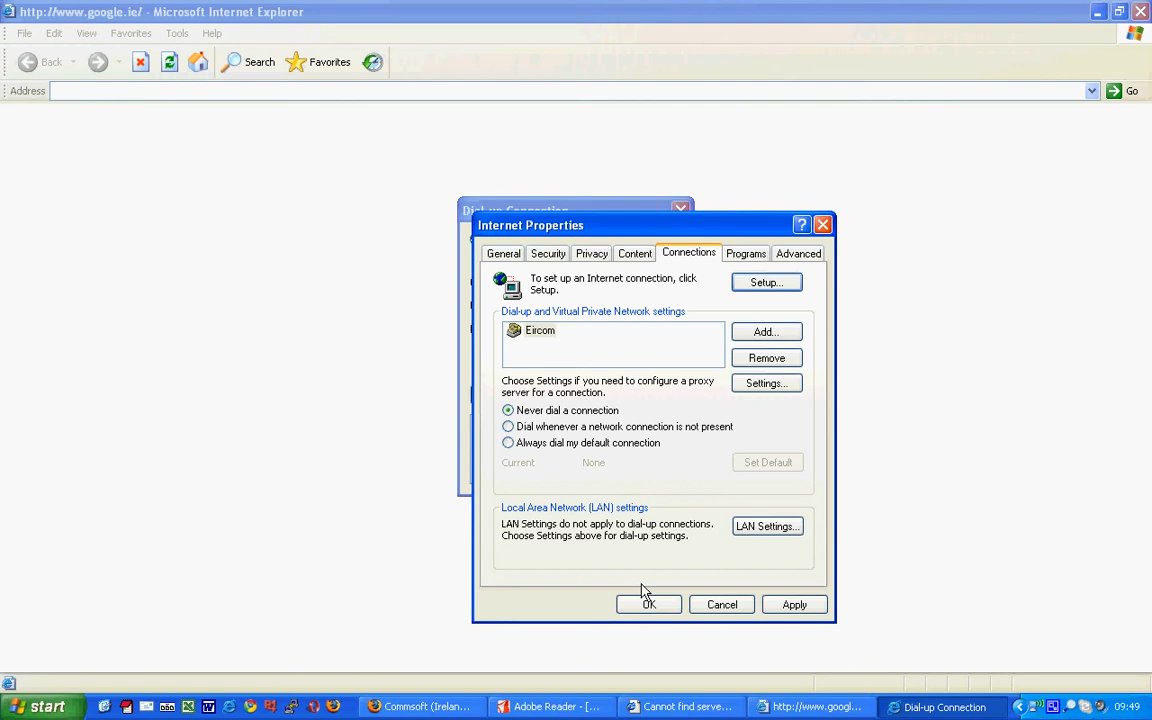 http://www.google.ie/ - Microsoft Internet Explorer
File Edit View Favorites Tools Help
Back Search Favorites
Address Go
Dial-up Connection
Internet Properties
General Security Privacy Content Connections Programs Advanced
To set up an Internet connection, click
Setup.
Setup...
Dial-up and Virtual Private Network settings
Eircom
Add...
Remove
Choose Settings if you need to configure a proxy
server for a connection.
Settings...
Never dial a connection
Dial whenever a network connection is not present
Always dial my default connection
Current None Set Default
Local Area Network (LAN) settings
LAN Settings do not apply to dial-up connections.
Choose Settings above for dial-up settings.
LAN Settings...
OK Cancel Apply
start Commsoft (Irelan... Adobe Reader - [... Cannot find serve... http://www.googl... Dial-up Connection 09:49